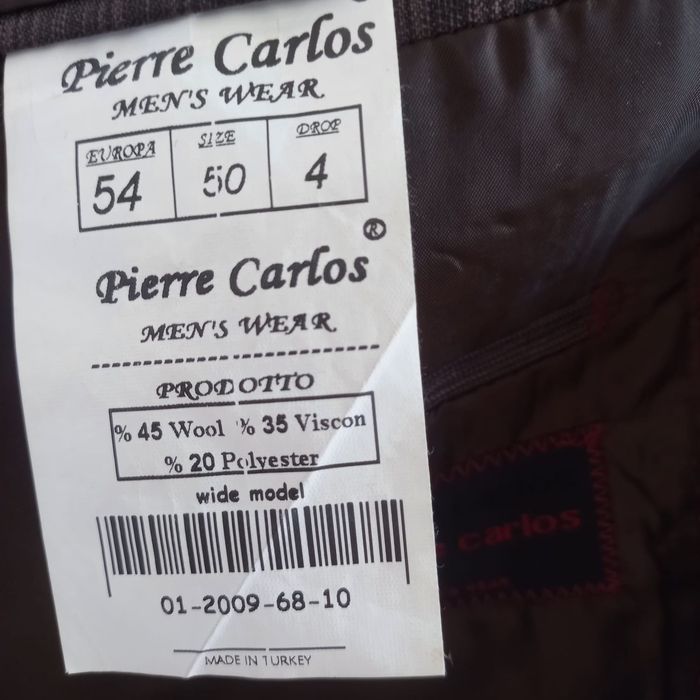 Pierre Carlos
MEN'S WEAR
EUROPA SIZE DROP
54 50 4
Pierre Carlos ®
MEN'S WEAR
PRODOTTO
% 45 Wool % 35 Viscon
% 20 Polyester
wide model
01-2009-68-10
MADE IN TURKEY
carlos